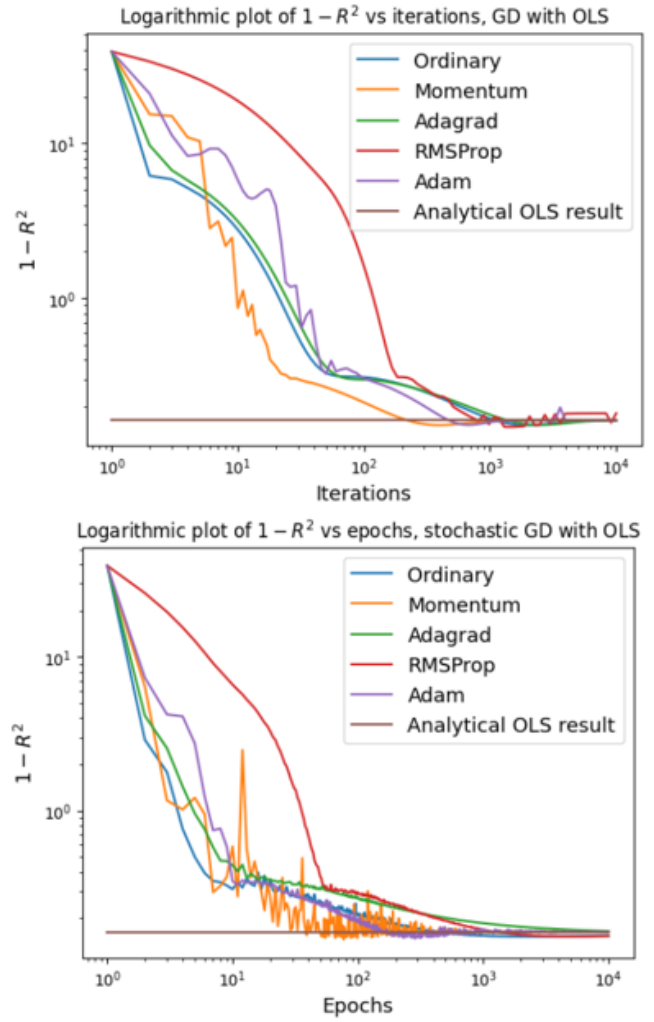 Logarithmic plot of 1 − R² vs iterations, GD with OLS
Ordinary
Momentum
Adagrad
RMSProp
Adam
Analytical OLS result
1 − R²
10¹
10⁰
10⁰ 10¹ 10² 10³ 10⁴
Iterations
Logarithmic plot of 1 − R² vs epochs, stochastic GD with OLS
Ordinary
Momentum
Adagrad
RMSProp
Adam
Analytical OLS result
1 − R²
10¹
10⁰
10⁰ 10¹ 10² 10³ 10⁴
Epochs